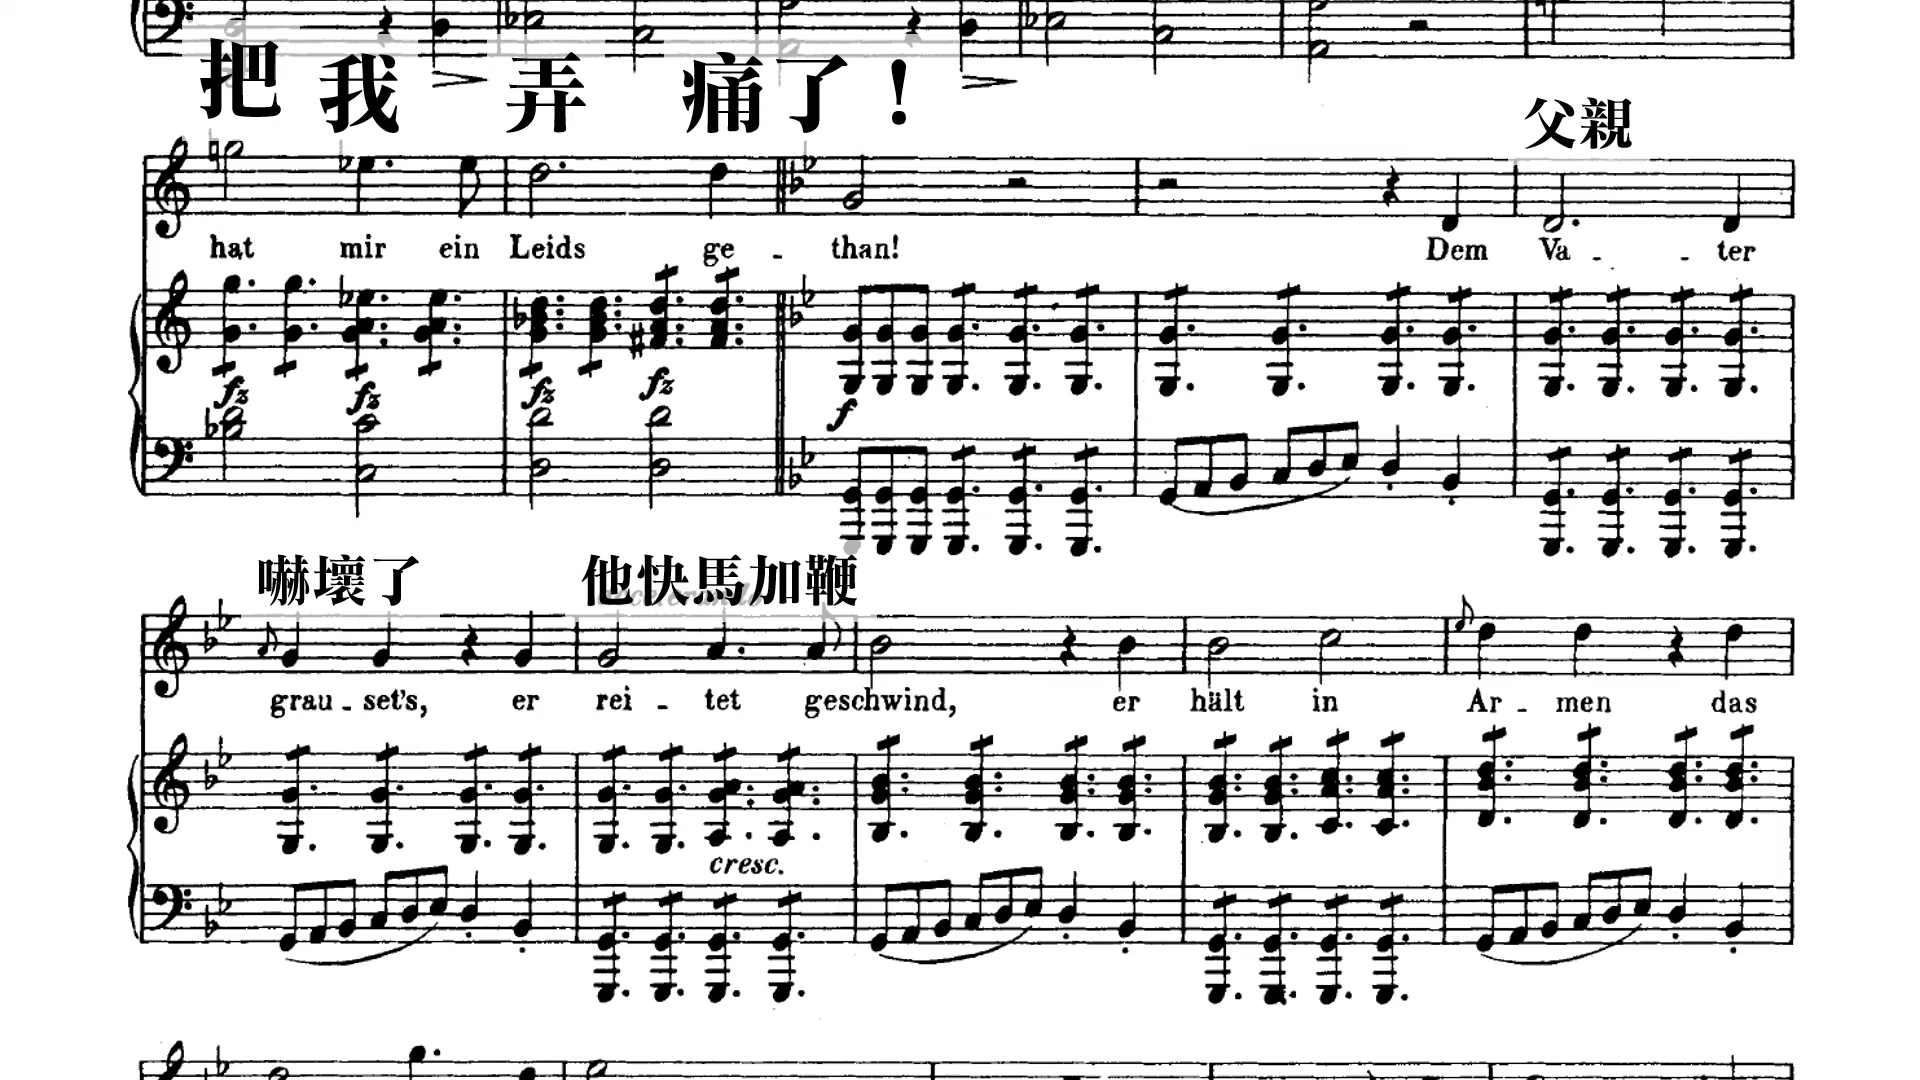 把 我 弄 痛了！
父親
hat mir ein Leids ge - than! Dem Va - - ter
fz fz fz fz f
嚇壞了 他快馬加鞭
grau - set's, er rei - tet geschwind, er hält in Ar - men das
cresc.